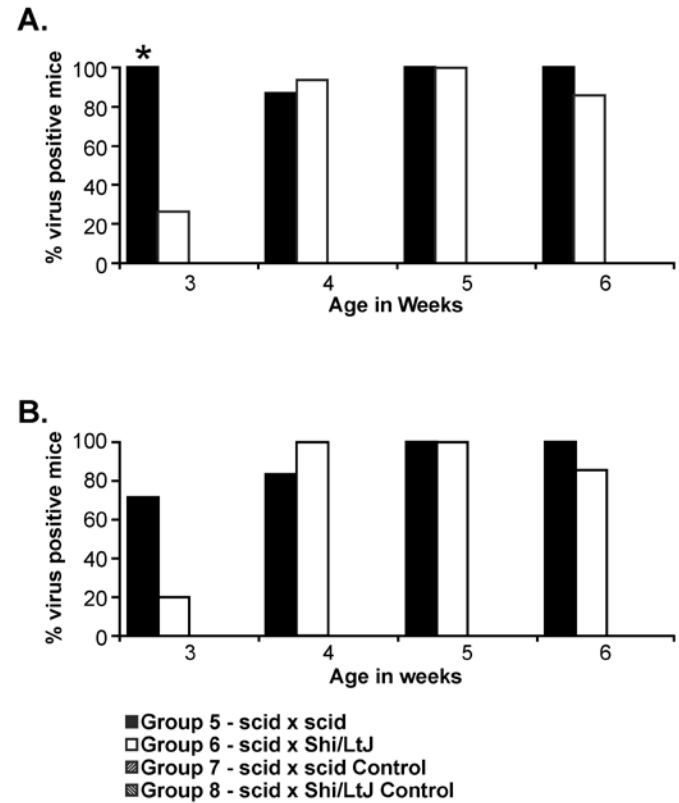 A.
*
% virus positive mice
100
80
60
40
20
0
3 4 5 6
Age in Weeks
B.
% virus positive mice
100
80
60
40
20
0
3 4 5 6
Age in weeks
Group 5 - scid x scid
Group 6 - scid x Shi/LtJ
Group 7 - scid x scid Control
Group 8 - scid x Shi/LtJ Control